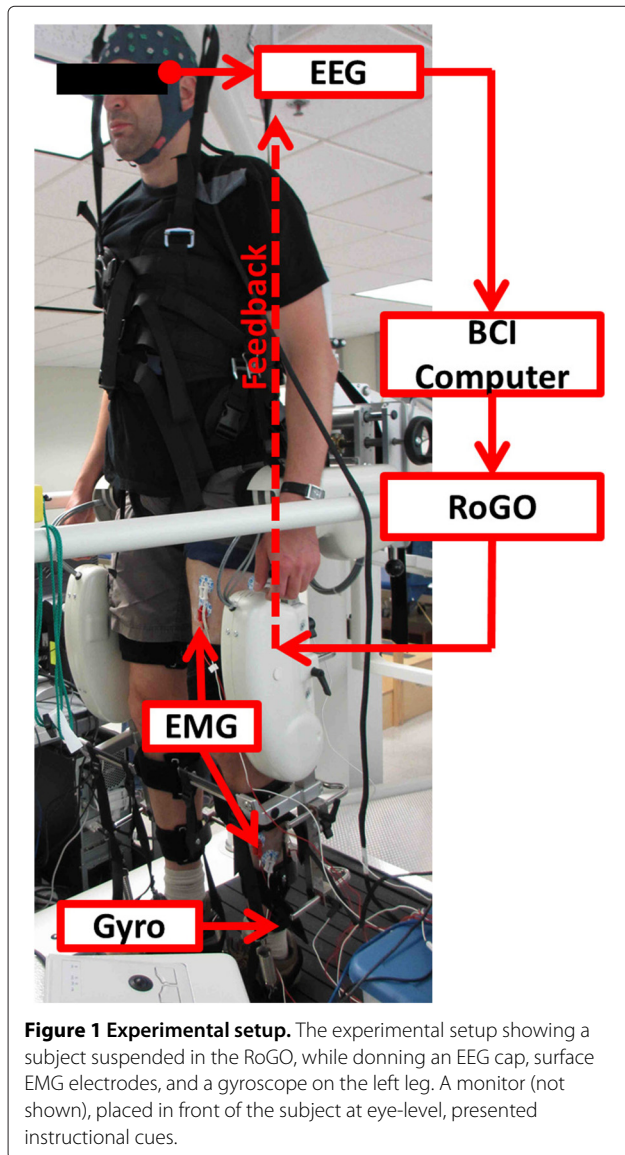 EEG
Feedback
BCI
Computer
RoGO
EMG
Gyro
Figure 1 Experimental setup. The experimental setup showing a
subject suspended in the RoGO, while donning an EEG cap, surface
EMG electrodes, and a gyroscope on the left leg. A monitor (not
shown), placed in front of the subject at eye-level, presented
instructional cues.